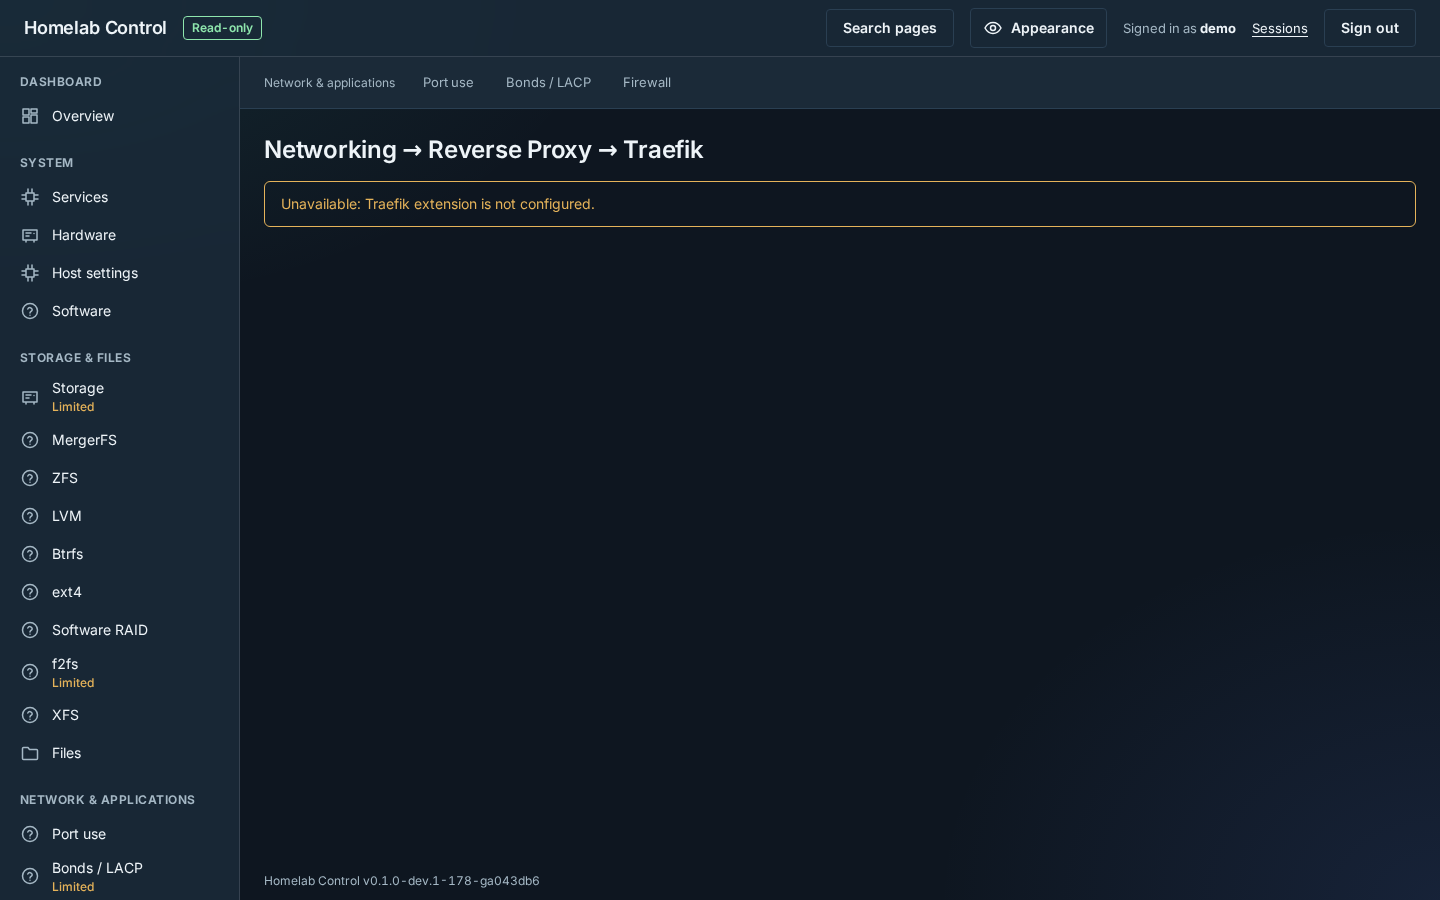 Homelab Control
Read-only
Search pages
Appearance
Signed in as demo
Sessions
Sign out
DASHBOARD
Overview
SYSTEM
Services
Hardware
Host settings
Software
STORAGE & FILES
Storage
Limited
MergerFS
ZFS
LVM
Btrfs
ext4
Software RAID
f2fs
Limited
XFS
Files
NETWORK & APPLICATIONS
Port use
Bonds / LACP
Limited
Network & applications
Port use
Bonds / LACP
Firewall
Networking → Reverse Proxy → Traefik
Unavailable: Traefik extension is not configured.
Homelab Control v0.1.0-dev.1-178-ga043db6